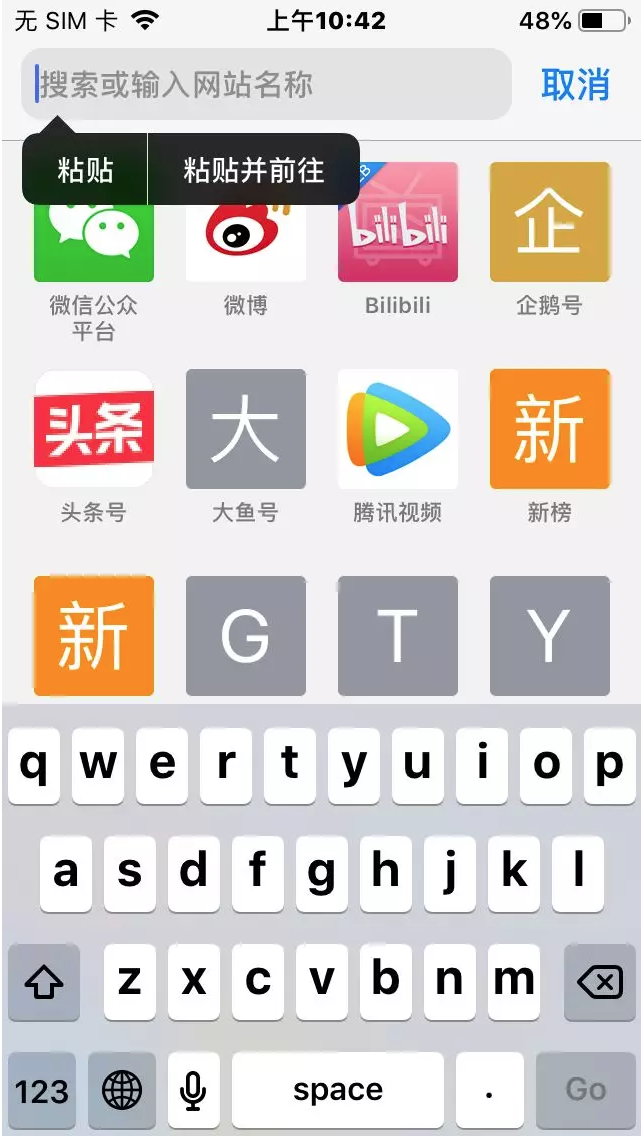 无 SIM 卡 上午10:42 48%
搜索或输入网站名称 取消
粘贴 粘贴并前往
bilibili 企
微信公众 微博 Bilibili 企鹅号
平台
头条 大 新
头条号 大鱼号 腾讯视频 新榜
新 G T Y
q w e r t y u i o p
a s d f g h j k l
z x c v b n m
123 space . Go